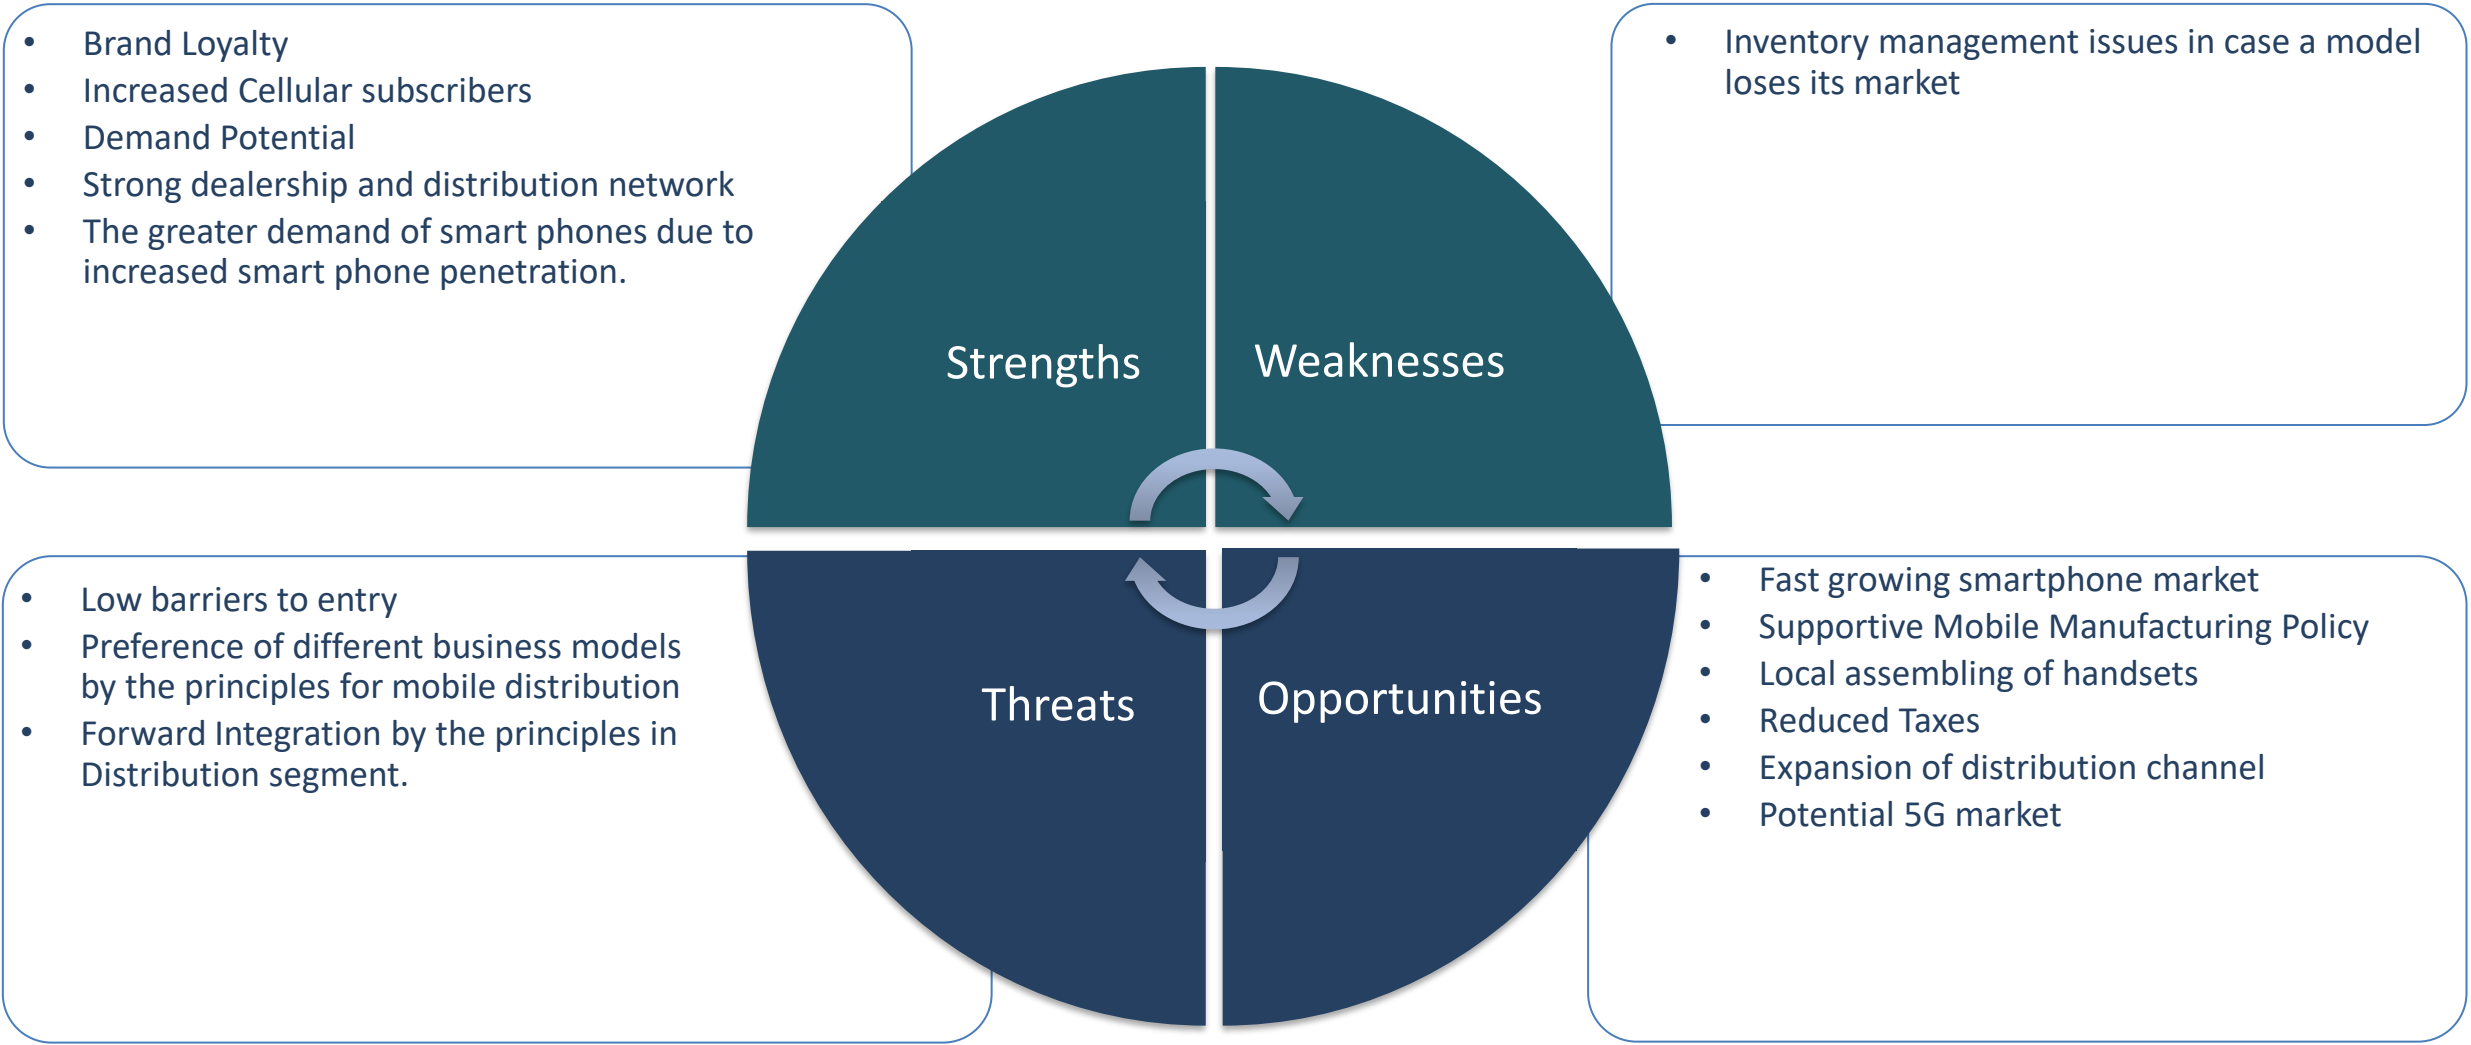 • Brand Loyalty
• Increased Cellular subscribers
• Demand Potential
• Strong dealership and distribution network
• The greater demand of smart phones due to
increased smart phone penetration.
• Inventory management issues in case a model
loses its market
Strengths
Weaknesses
• Low barriers to entry
• Preference of different business models
by the principles for mobile distribution
• Forward Integration by the principles in
Distribution segment.
Threats
Opportunities
• Fast growing smartphone market
• Supportive Mobile Manufacturing Policy
• Local assembling of handsets
• Reduced Taxes
• Expansion of distribution channel
• Potential 5G market